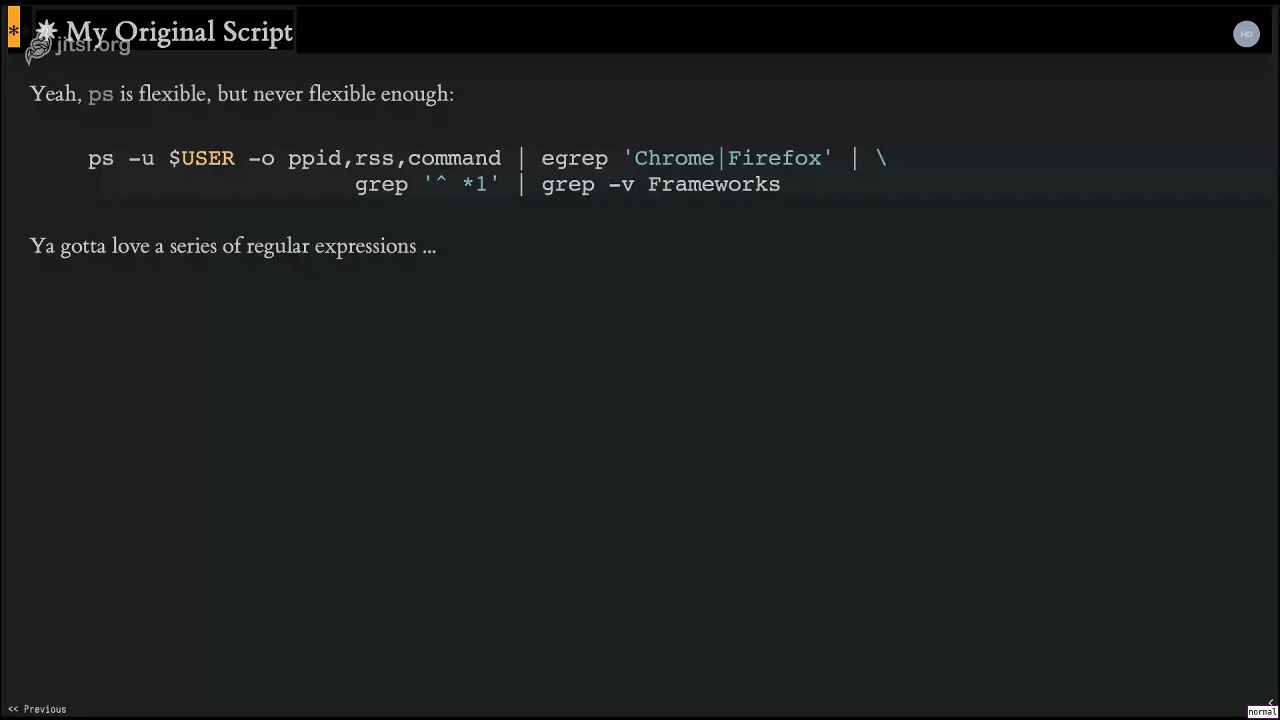 * ✷ My Original Script
jitsi.org
HD
Yeah, ps is flexible, but never flexible enough:
ps -u $USER -o ppid,rss,command | egrep 'Chrome|Firefox' | \
grep '^ *1' | grep -v Frameworks
Ya gotta love a series of regular expressions ...
<< Previous
normal